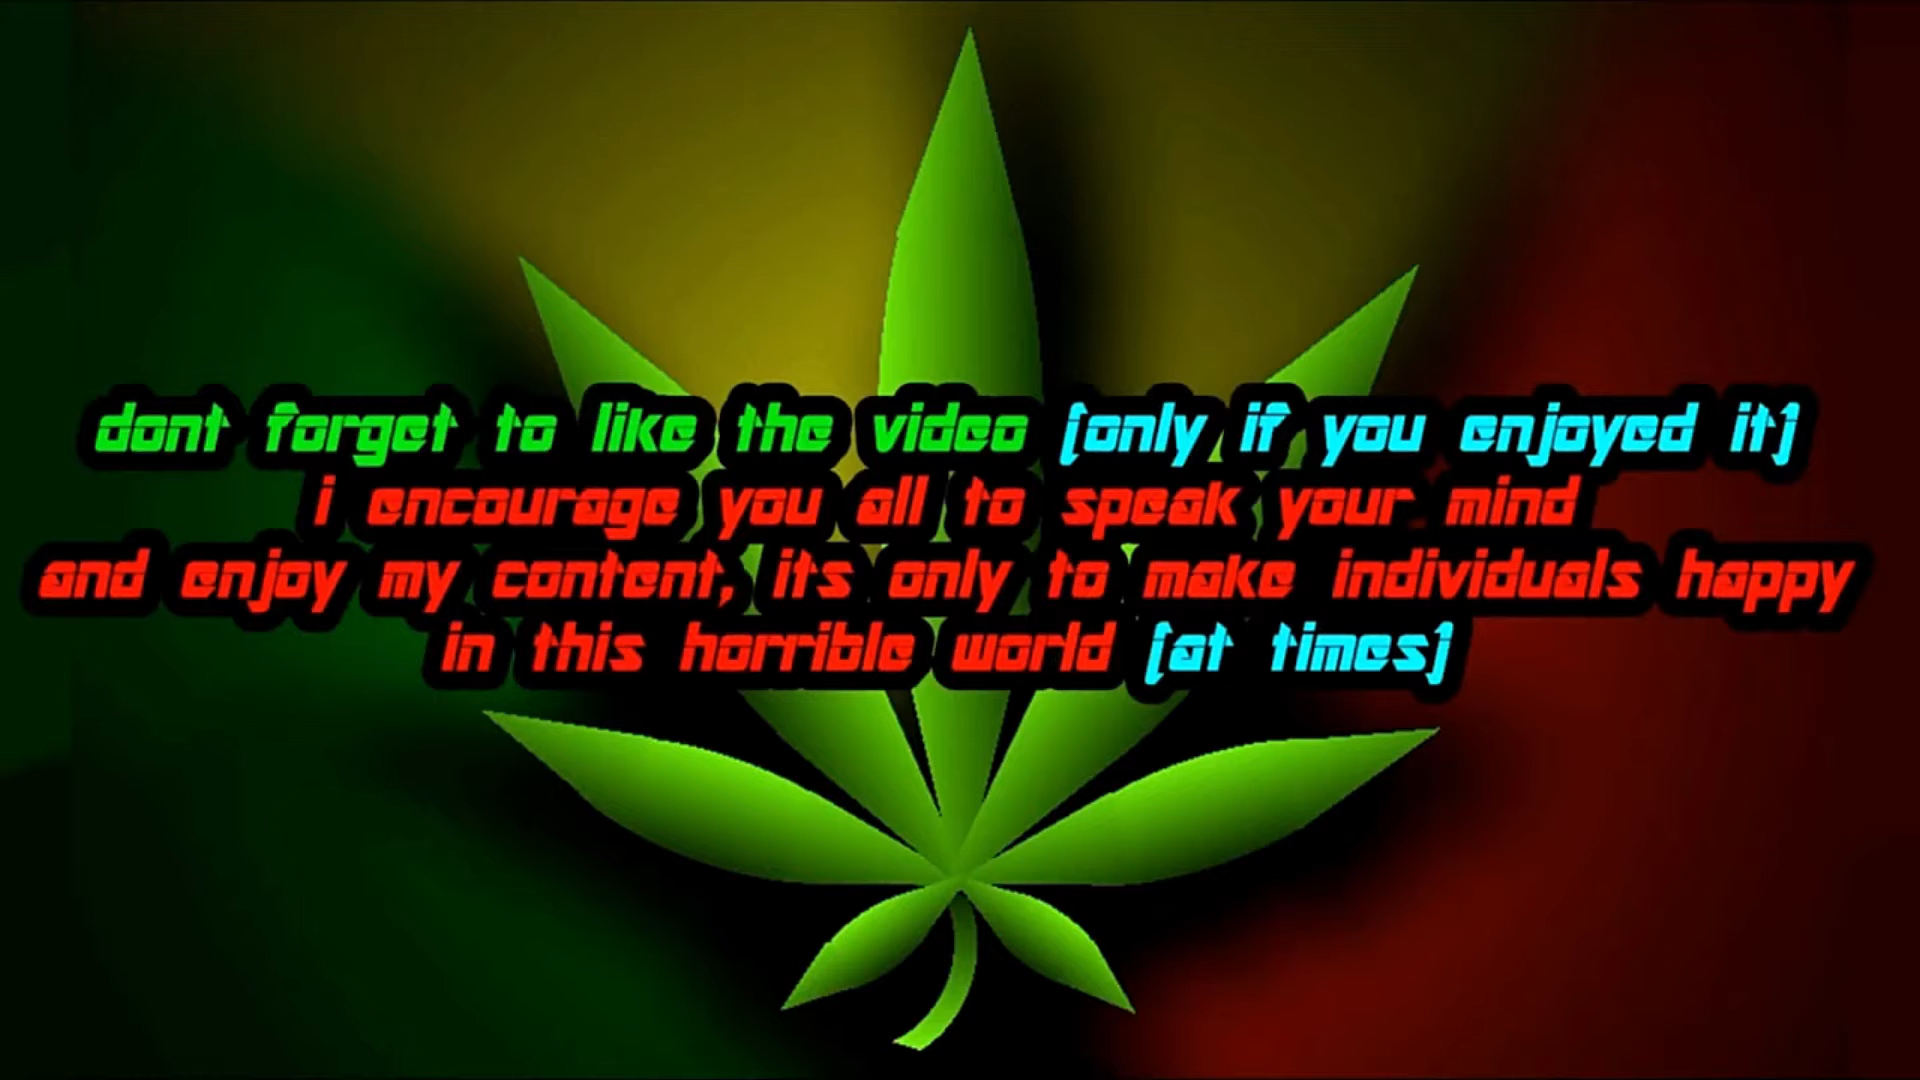 dont forget to like the video (only if you enjoyed it)
i encourage you all to speak your mind
and enjoy my content, its only to make individuals happy
in this horrible world (at times)